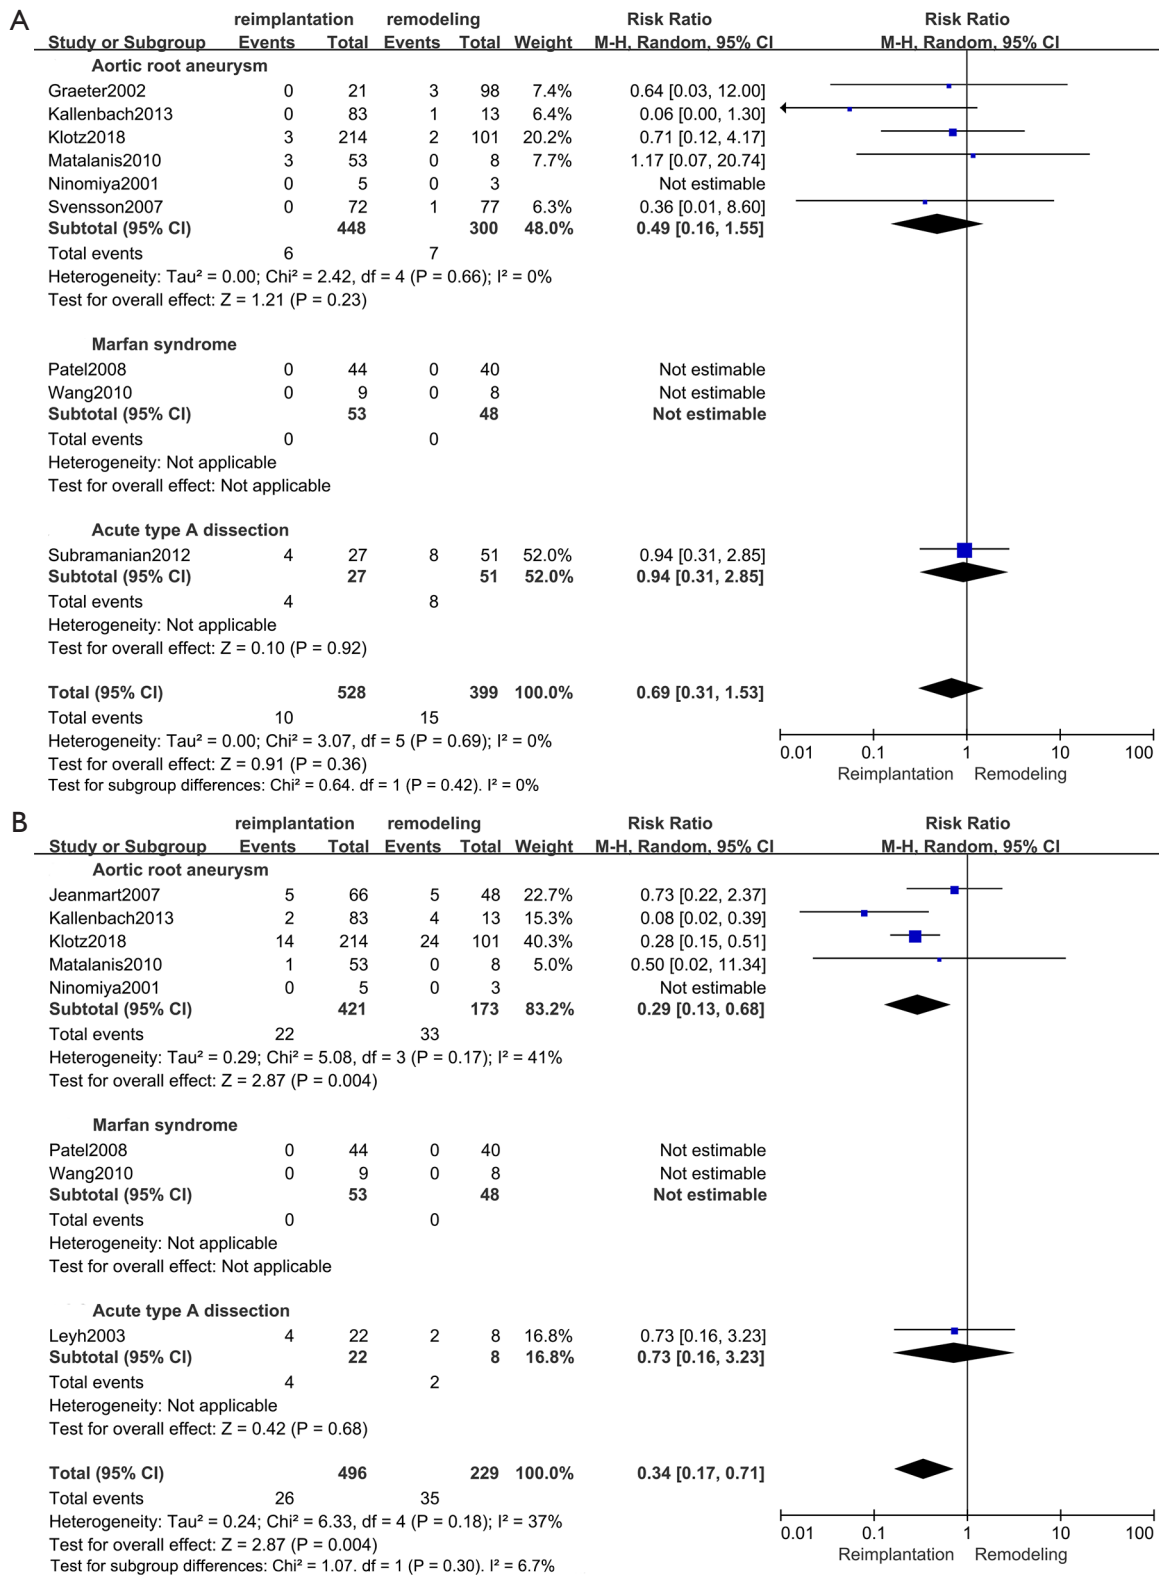 A
reimplantation remodeling Risk Ratio Risk Ratio
Study or Subgroup Events Total Events Total Weight M-H, Random, 95% CI M-H, Random, 95% CI
Aortic root aneurysm
Graeter2002 0 21 3 98 7.4% 0.64 [0.03, 12.00]
Kallenbach2013 0 83 1 13 6.4% 0.06 [0.00, 1.30]
Klotz2018 3 214 2 101 20.2% 0.71 [0.12, 4.17]
Matalanis2010 3 53 0 8 7.7% 1.17 [0.07, 20.74]
Ninomiya2001 0 5 0 3 Not estimable
Svensson2007 0 72 1 77 6.3% 0.36 [0.01, 8.60]
Subtotal (95% CI) 448 300 48.0% 0.49 [0.16, 1.55]
Total events 6 7
Heterogeneity: Tau² = 0.00; Chi² = 2.42, df = 4 (P = 0.66); I² = 0%
Test for overall effect: Z = 1.21 (P = 0.23)
Marfan syndrome
Patel2008 0 44 0 40 Not estimable
Wang2010 0 9 0 8 Not estimable
Subtotal (95% CI) 53 48 Not estimable
Total events 0 0
Heterogeneity: Not applicable
Test for overall effect: Not applicable
Acute type A dissection
Subramanian2012 4 27 8 51 52.0% 0.94 [0.31, 2.85]
Subtotal (95% CI) 27 51 52.0% 0.94 [0.31, 2.85]
Total events 4 8
Heterogeneity: Not applicable
Test for overall effect: Z = 0.10 (P = 0.92)
Total (95% CI) 528 399 100.0% 0.69 [0.31, 1.53]
Total events 10 15
Heterogeneity: Tau² = 0.00; Chi² = 3.07, df = 5 (P = 0.69); I² = 0%
Test for overall effect: Z = 0.91 (P = 0.36)
Test for subgroup differences: Chi² = 0.64. df = 1 (P = 0.42). I² = 0%
0.01 0.1 1 10 100
Reimplantation Remodeling
B
reimplantation remodeling Risk Ratio Risk Ratio
Study or Subgroup Events Total Events Total Weight M-H, Random, 95% CI M-H, Random, 95% CI
Aortic root aneurysm
Jeanmart2007 5 66 5 48 22.7% 0.73 [0.22, 2.37]
Kallenbach2013 2 83 4 13 15.3% 0.08 [0.02, 0.39]
Klotz2018 14 214 24 101 40.3% 0.28 [0.15, 0.51]
Matalanis2010 1 53 0 8 5.0% 0.50 [0.02, 11.34]
Ninomiya2001 0 5 0 3 Not estimable
Subtotal (95% CI) 421 173 83.2% 0.29 [0.13, 0.68]
Total events 22 33
Heterogeneity: Tau² = 0.29; Chi² = 5.08, df = 3 (P = 0.17); I² = 41%
Test for overall effect: Z = 2.87 (P = 0.004)
Marfan syndrome
Patel2008 0 44 0 40 Not estimable
Wang2010 0 9 0 8 Not estimable
Subtotal (95% CI) 53 48 Not estimable
Total events 0 0
Heterogeneity: Not applicable
Test for overall effect: Not applicable
Acute type A dissection
Leyh2003 4 22 2 8 16.8% 0.73 [0.16, 3.23]
Subtotal (95% CI) 22 8 16.8% 0.73 [0.16, 3.23]
Total events 4 2
Heterogeneity: Not applicable
Test for overall effect: Z = 0.42 (P = 0.68)
Total (95% CI) 496 229 100.0% 0.34 [0.17, 0.71]
Total events 26 35
Heterogeneity: Tau² = 0.24; Chi² = 6.33, df = 4 (P = 0.18); I² = 37%
Test for overall effect: Z = 2.87 (P = 0.004)
Test for subgroup differences: Chi² = 1.07. df = 1 (P = 0.30). I² = 6.7%
0.01 0.1 1 10 100
Reimplantation Remodeling